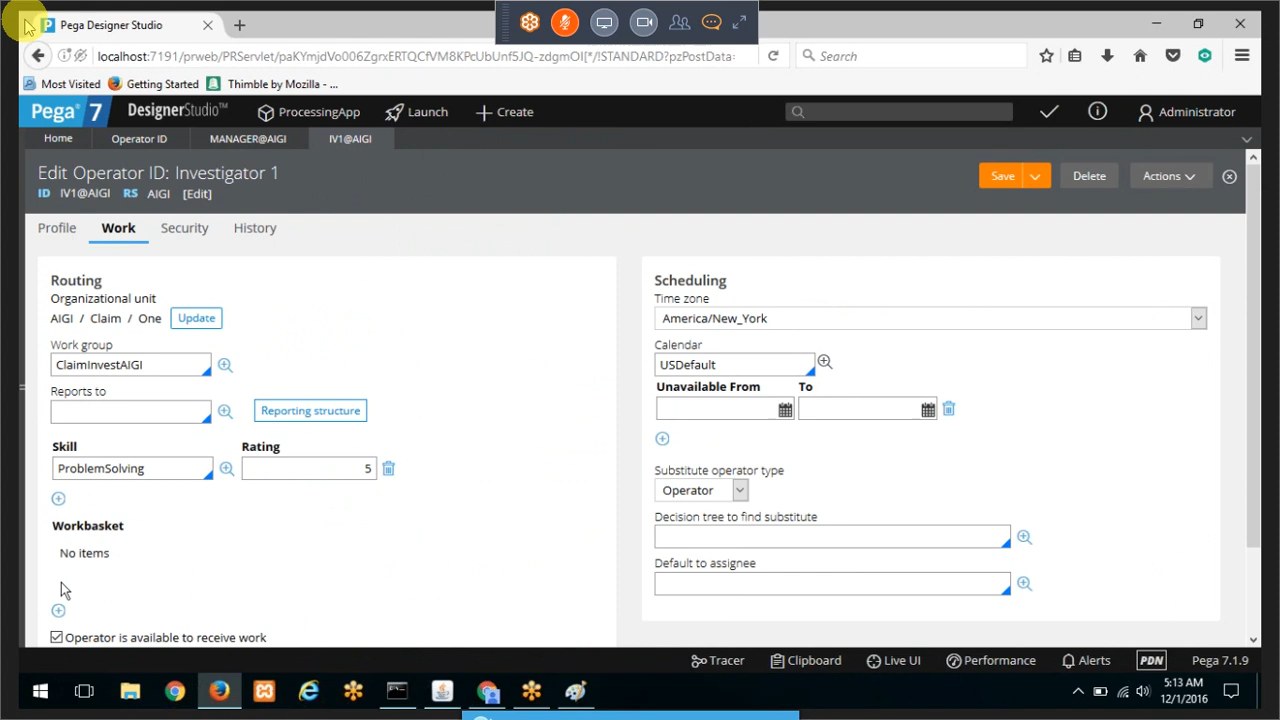 Pega Designer Studio
localhost:7191/prweb/PRServlet/paKYmjdVo006ZgrxERTQCyffVM8KPcUbUnf5JQ-zdgmOI[*/!STANDARD?pzPostData=
Search
Most Visited
Getting Started
Thimble by Mozilla - ...
Pega 7
DesignerStudio™
ProcessingApp
Launch
Create
Administrator
Home
Operator ID
MANAGER@AIGI
IV1@AIGI
Edit Operator ID: Investigator 1
ID IV1@AIGI RS AIGI [Edit]
Save
Delete
Actions
Profile
Work
Security
History
Routing
Organizational unit
AIGI / Claim / One
Update
Work group
ClaimInvestAIGI
Reports to
Reporting structure
Skill
Rating
ProblemSolving
5
Workbasket
No items
Operator is available to receive work
Scheduling
Time zone
America/New_York
Calendar
USDefault
Unavailable From
To
Substitute operator type
Operator
Decision tree to find substitute
Default to assignee
Tracer
Clipboard
Live UI
Performance
Alerts
PDN
Pega 7.1.9
5:13 AM
12/1/2016